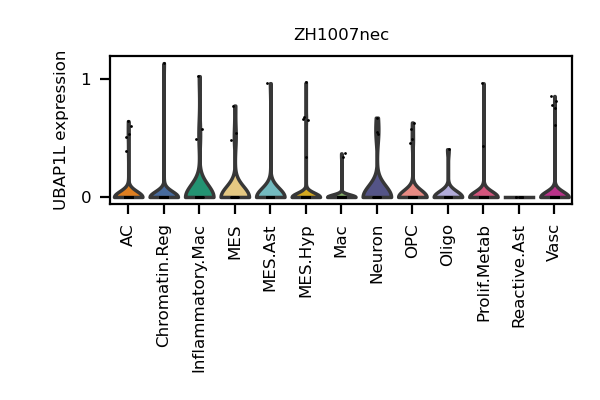 ZH1007nec
UBAP1L expression
1
0
AC
Chromatin.Reg
Inflammatory.Mac
MES
MES.Ast
MES.Hyp
Mac
Neuron
OPC
Oligo
Prolif.Metab
Reactive.Ast
Vasc